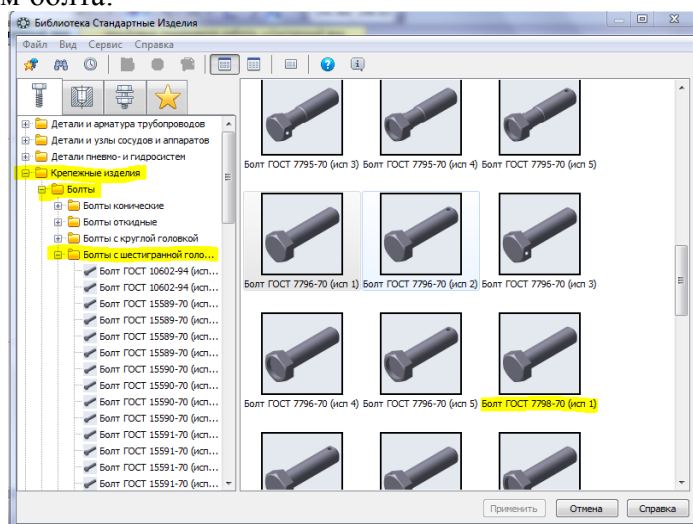 м болта.
Библиотека Стандартные Изделия
Файл Вид Сервис Справка
Детали и арматура трубопроводов
Детали и узлы сосудов и аппаратов
Детали пневмо- и гидросистем
Крепежные изделия
Болты
Болты конические
Болты откидные
Болты с круглой головкой
Болты с шестигранной голо...
Болт ГОСТ 10602-94 (исп...
Болт ГОСТ 10602-94 (исп...
Болт ГОСТ 15589-70 (исп...
Болт ГОСТ 15589-70 (исп...
Болт ГОСТ 15589-70 (исп...
Болт ГОСТ 15589-70 (исп...
Болт ГОСТ 15590-70 (исп...
Болт ГОСТ 15590-70 (исп...
Болт ГОСТ 15590-70 (исп...
Болт ГОСТ 15590-70 (исп...
Болт ГОСТ 15591-70 (исп...
Болт ГОСТ 15591-70 (исп...
Болт ГОСТ 15591-70 (исп...
Болт ГОСТ 15591-70 (исп...
Болт ГОСТ 7795-70 (исп 3) Болт ГОСТ 7795-70 (исп 4) Болт ГОСТ 7795-70 (исп 5)
Болт ГОСТ 7796-70 (исп 1) Болт ГОСТ 7796-70 (исп 2) Болт ГОСТ 7796-70 (исп 3)
Болт ГОСТ 7796-70 (исп 4) Болт ГОСТ 7796-70 (исп 5) Болт ГОСТ 7798-70 (исп 1)
Применить Отмена Справка